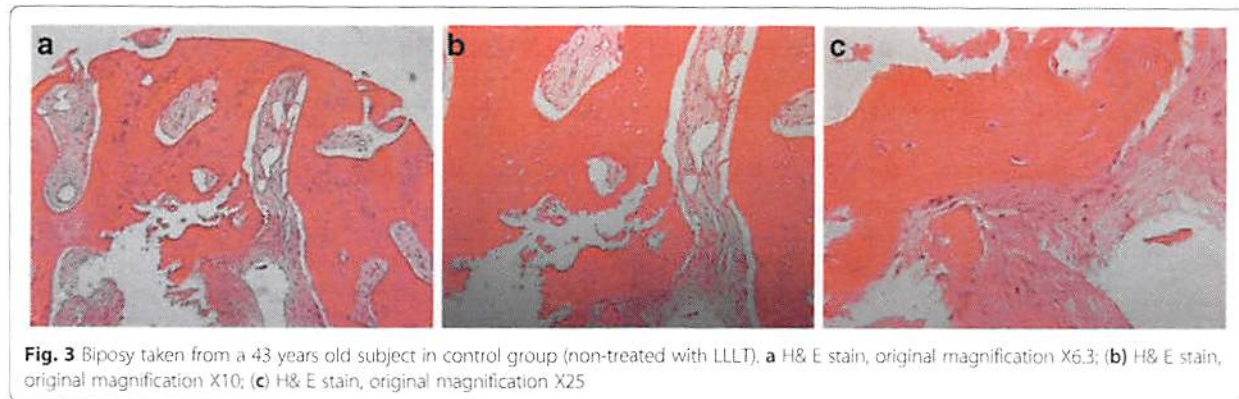 a
b
c
Fig. 3 Biposy taken from a 43 years old subject in control group (non-treated with LLLT). a H& E stain, original magnification X6.3; (b) H& E stain,
original magnification X10; (c) H& E stain, original magnification X25